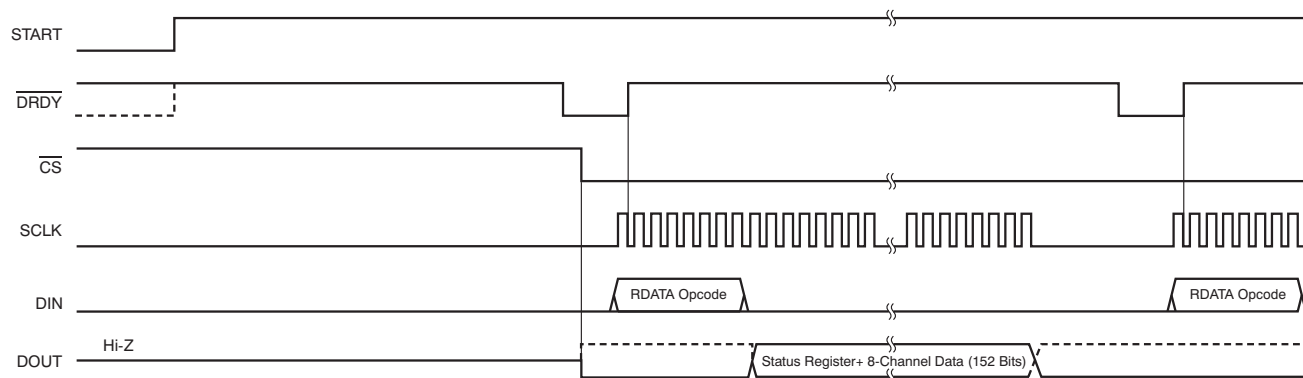 START
DRDY
CS
SCLK
DIN
RDATA Opcode
RDATA Opcode
Hi-Z
DOUT
Status Register+ 8-Channel Data (152 Bits)